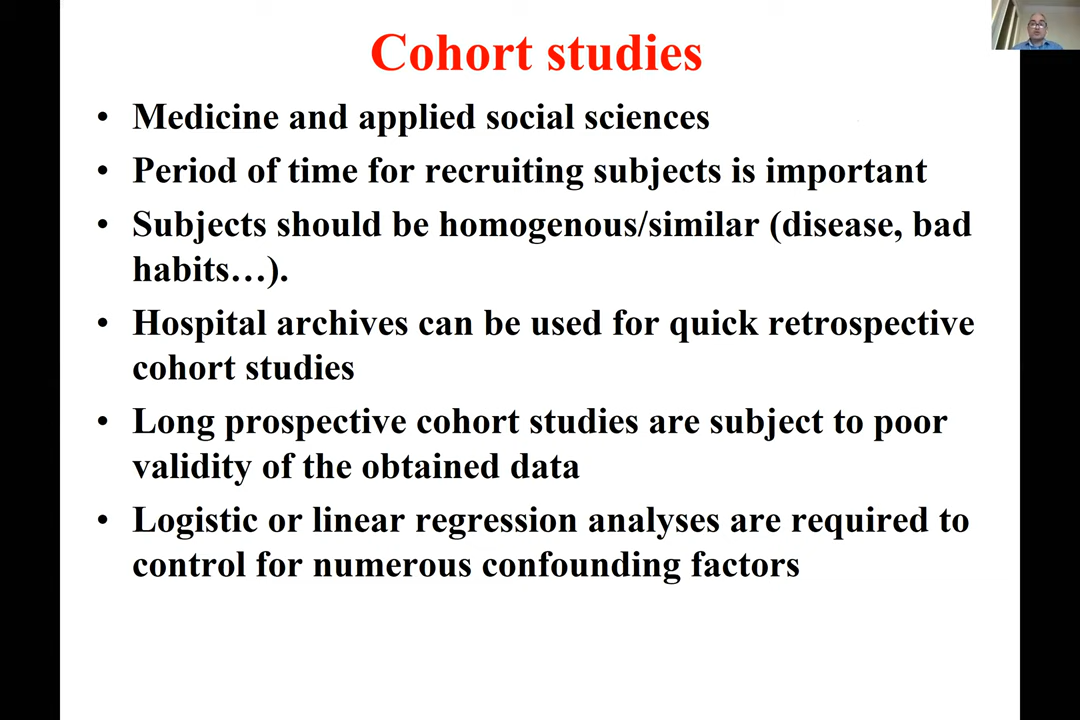 Cohort studies
• Medicine and applied social sciences
• Period of time for recruiting subjects is important
• Subjects should be homogenous/similar (disease, bad
habits…).
• Hospital archives can be used for quick retrospective
cohort studies
• Long prospective cohort studies are subject to poor
validity of the obtained data
• Logistic or linear regression analyses are required to
control for numerous confounding factors